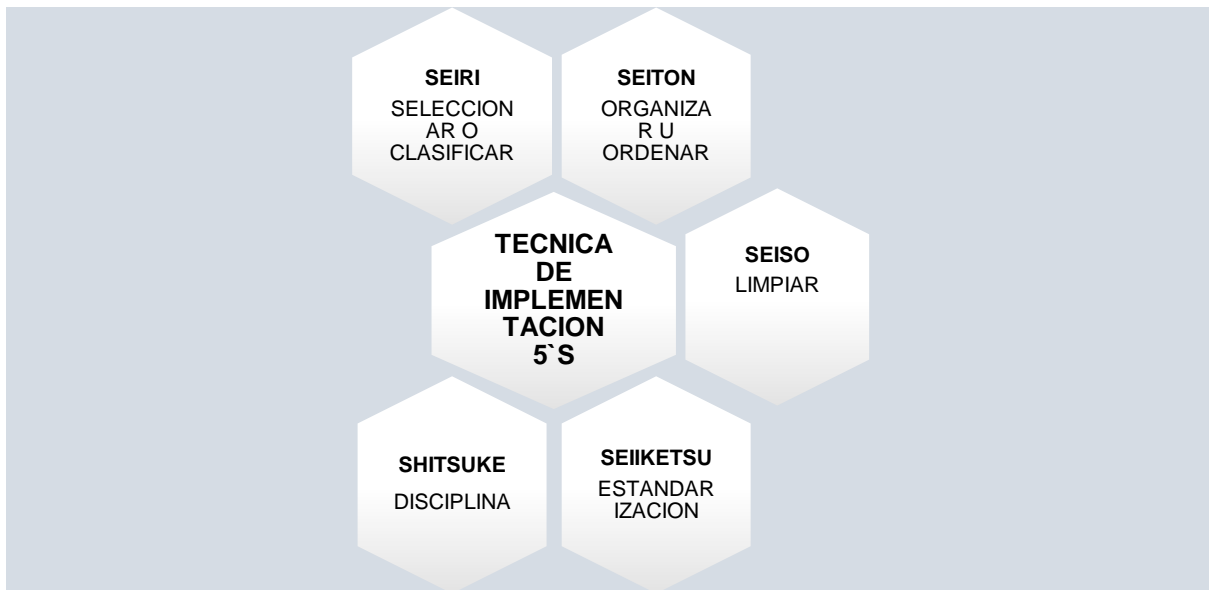 SEIRI
SELECCION
AR O
CLASIFICAR
SEITON
ORGANIZA
R U
ORDENAR
TECNICA
DE
IMPLEMEN
TACION
5`S
SEISO
LIMPIAR
SHITSUKE
DISCIPLINA
SEIIKETSU
ESTANDAR
IZACION